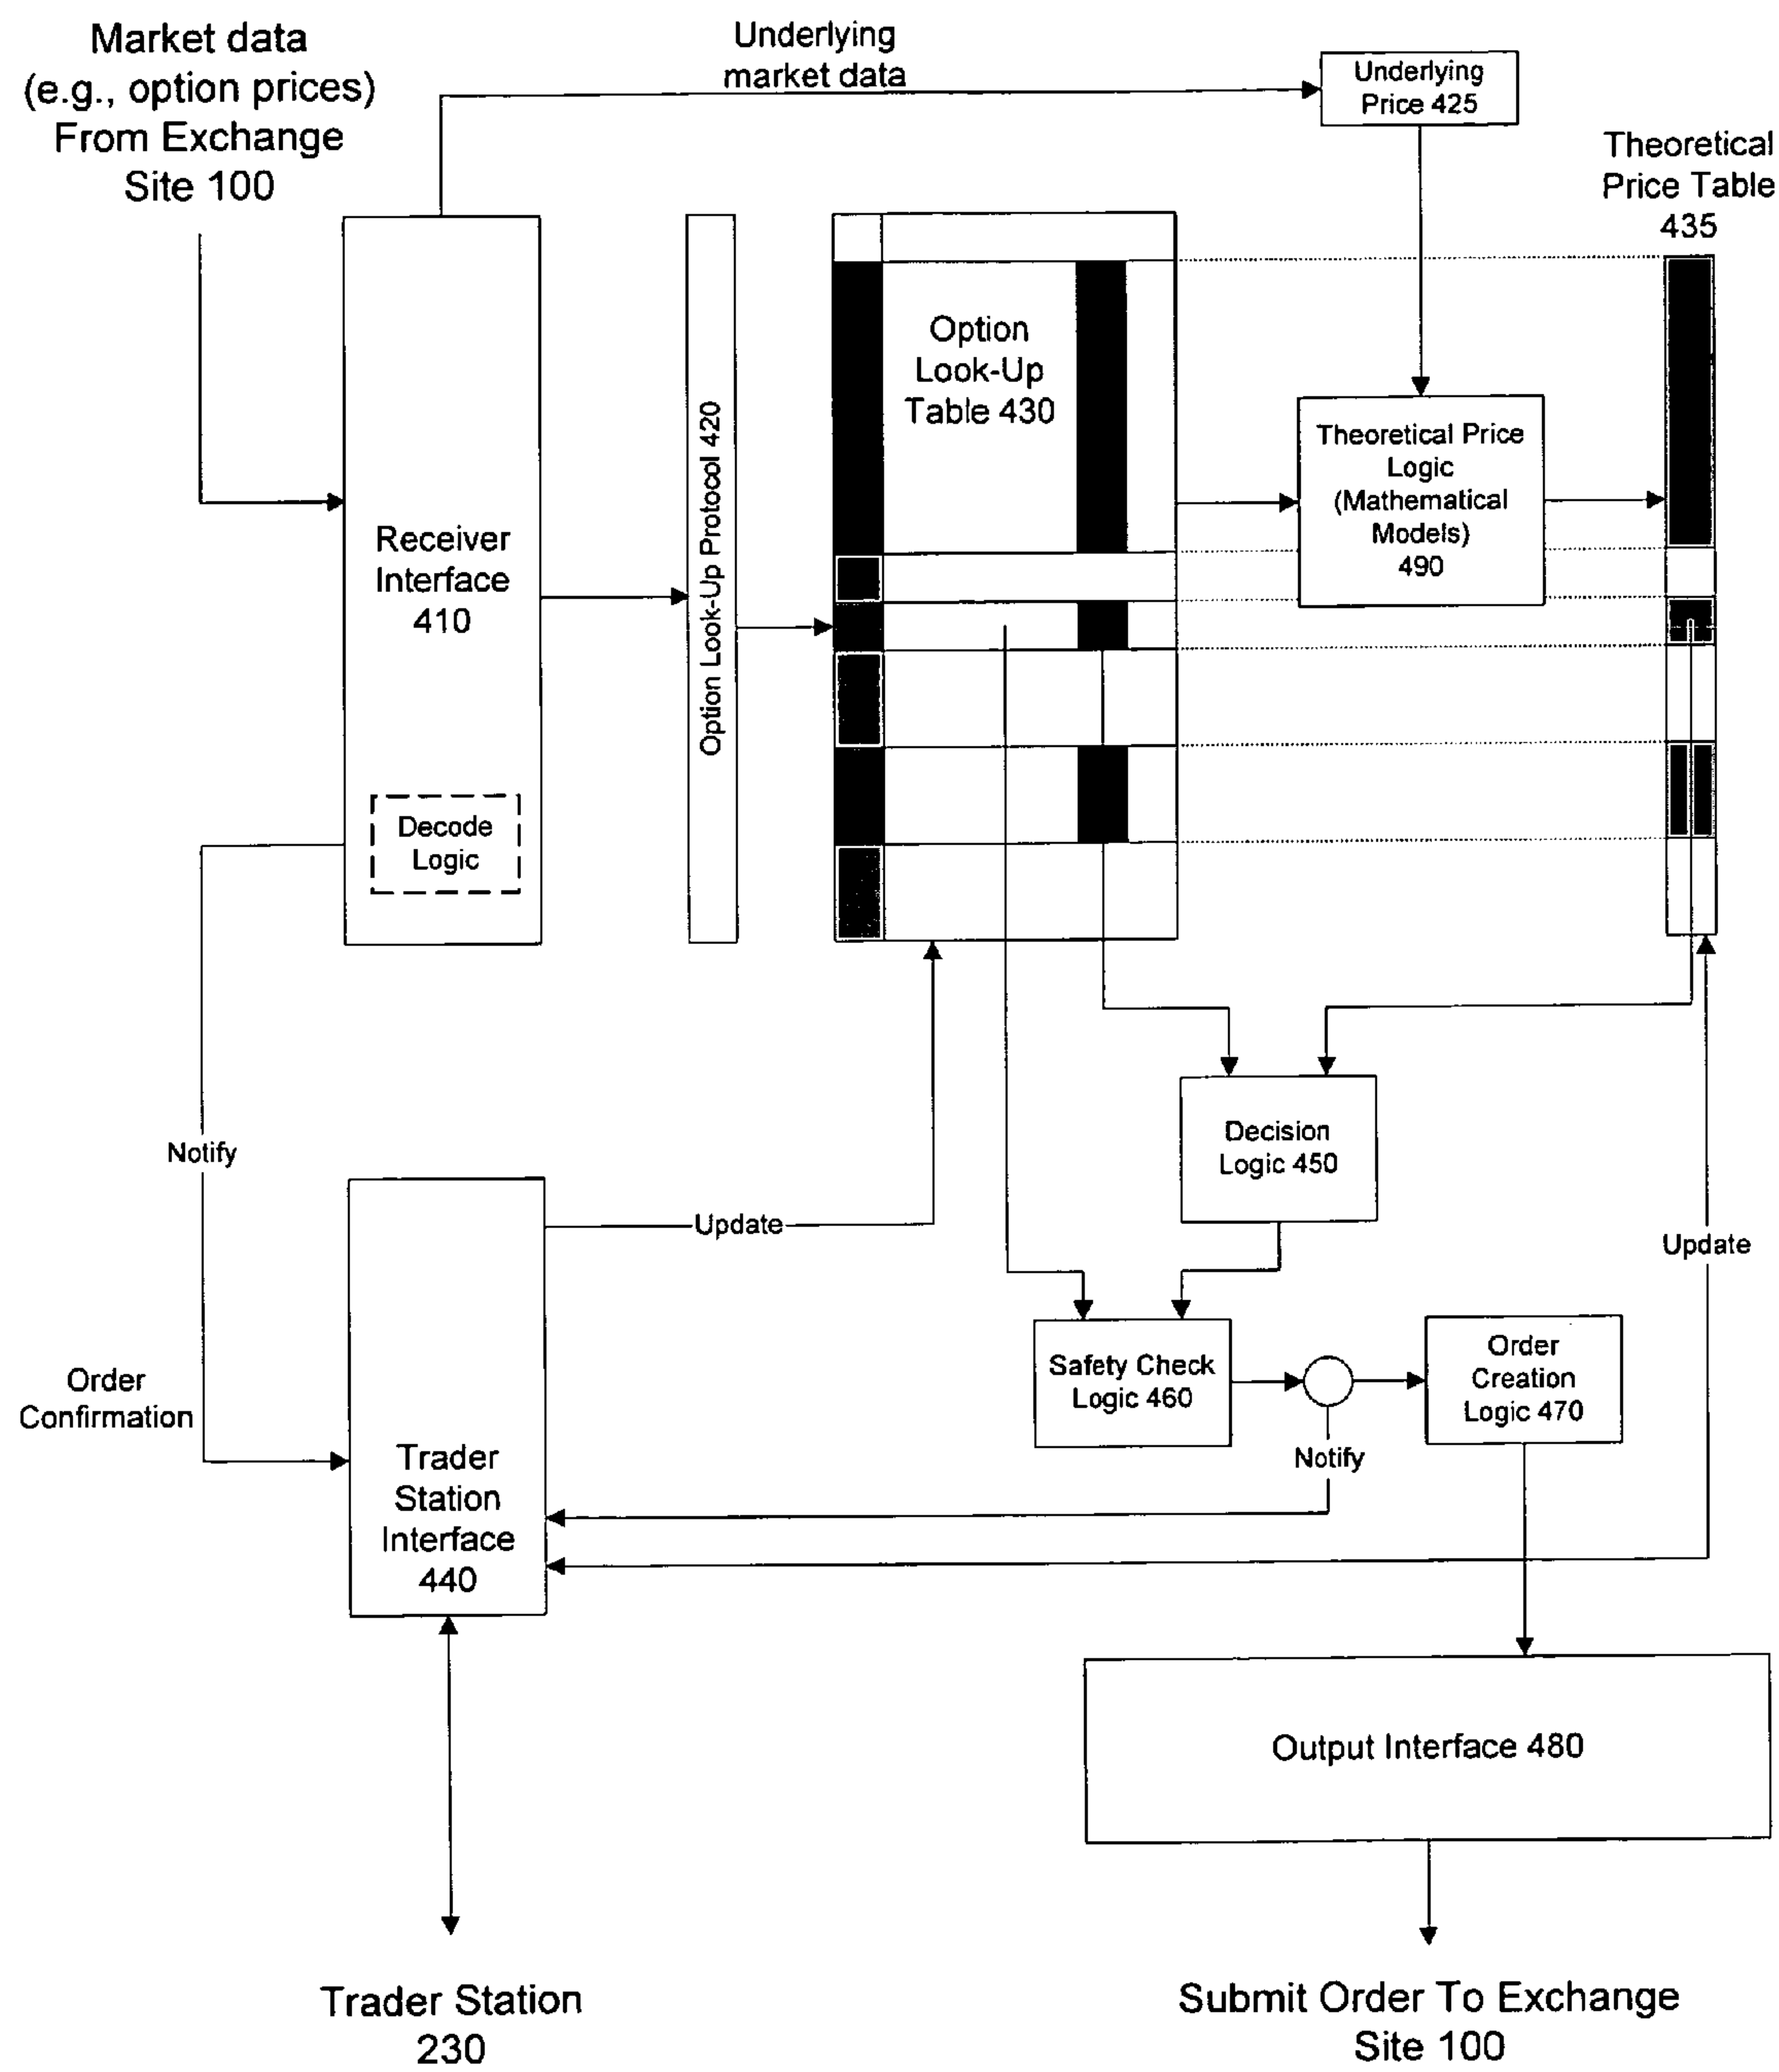 Market data
(e.g., option prices)
From Exchange
Site 100
Underlying
market data
Underlying
Price 425
Theoretical
Price Table
435
Option
Look-Up
Table 430
Theoretical Price
Logic
(Mathematical
Models)
490
Receiver
Interface
410
Option Look-Up Protocol 420
Decode
Logic
Notify
Decision
Logic 450
Update
Update
Order
Confirmation
Safety Check
Logic 460
Order
Creation
Logic 470
Notify
Trader
Station
Interface
440
Output Interface 480
Trader Station
230
Submit Order To Exchange
Site 100